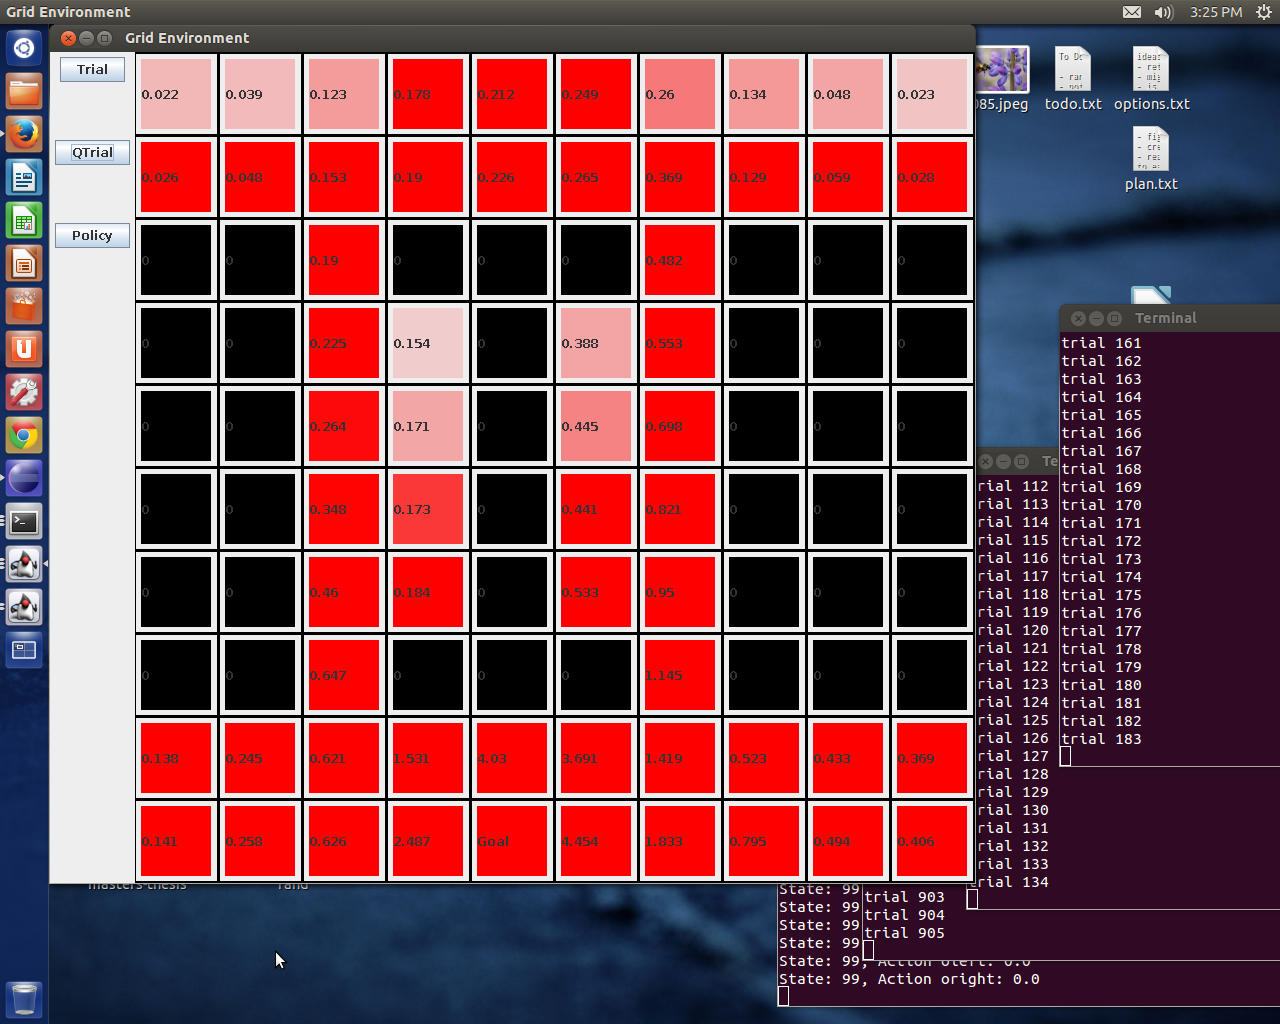 Grid Environment
3:25 PM
Grid Environment
Trial
QTrial
Policy
0.022 0.039 0.123 0.178 0.212 0.249 0.26 0.134 0.048 0.023
0.026 0.048 0.153 0.19 0.226 0.265 0.369 0.129 0.059 0.028
0 0 0.19 0 0 0 0.482 0 0 0
0 0 0.225 0.154 0 0.388 0.553 0 0 0
0 0 0.264 0.171 0 0.445 0.698 0 0 0
0 0 0.348 0.173 0 0.441 0.821 0 0 0
0 0 0.46 0.184 0 0.533 0.95 0 0 0
0 0 0.647 0 0 0 1.145 0 0 0
0.138 0.245 0.621 1.531 4.03 3.691 1.419 0.523 0.433 0.369
0.141 0.258 0.626 2.487 Goal 4.454 1.833 0.795 0.494 0.406
085.jpeg
todo.txt
options.txt
plan.txt
To Do
ideas
Terminal
trial 161
trial 162
trial 163
trial 164
trial 165
trial 166
trial 167
trial 168
trial 169
trial 170
trial 171
trial 172
trial 173
trial 174
trial 175
trial 176
trial 177
trial 178
trial 179
trial 180
trial 181
trial 182
trial 183
Te
rial 112
rial 113
rial 114
rial 115
rial 116
rial 117
rial 118
rial 119
rial 120
rial 121
rial 122
rial 123
rial 124
rial 125
rial 126
rial 127
rial 128
rial 129
rial 130
rial 131
rial 132
rial 133
rial 134
trial 903
trial 904
trial 905
State: 99
State: 99
State: 99
State: 99
State: 99, Action oleft: 0.0
State: 99, Action oright: 0.0
masters-thesis
rand